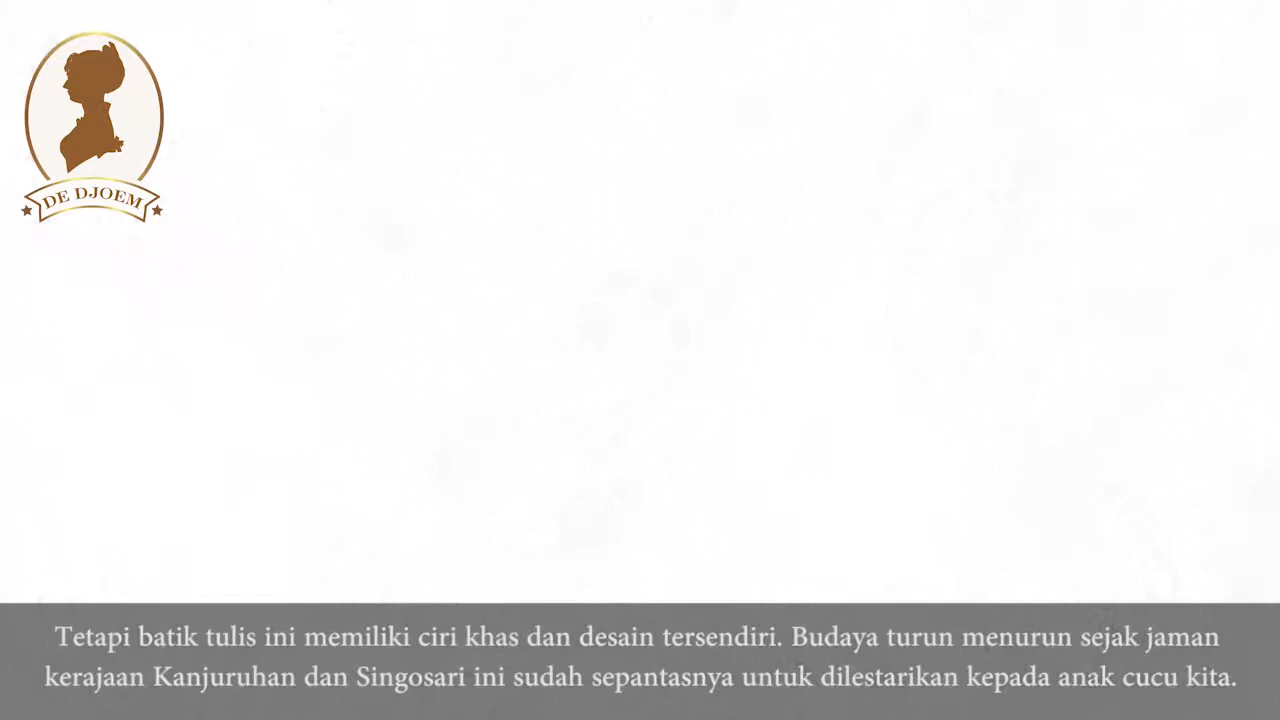 DE DJOEM
Tetapi batik tulis ini memiliki ciri khas dan desain tersendiri. Budaya turun menurun sejak jaman
kerajaan Kanjuruhan dan Singosari ini sudah sepantasnya untuk dilestarikan kepada anak cucu kita.